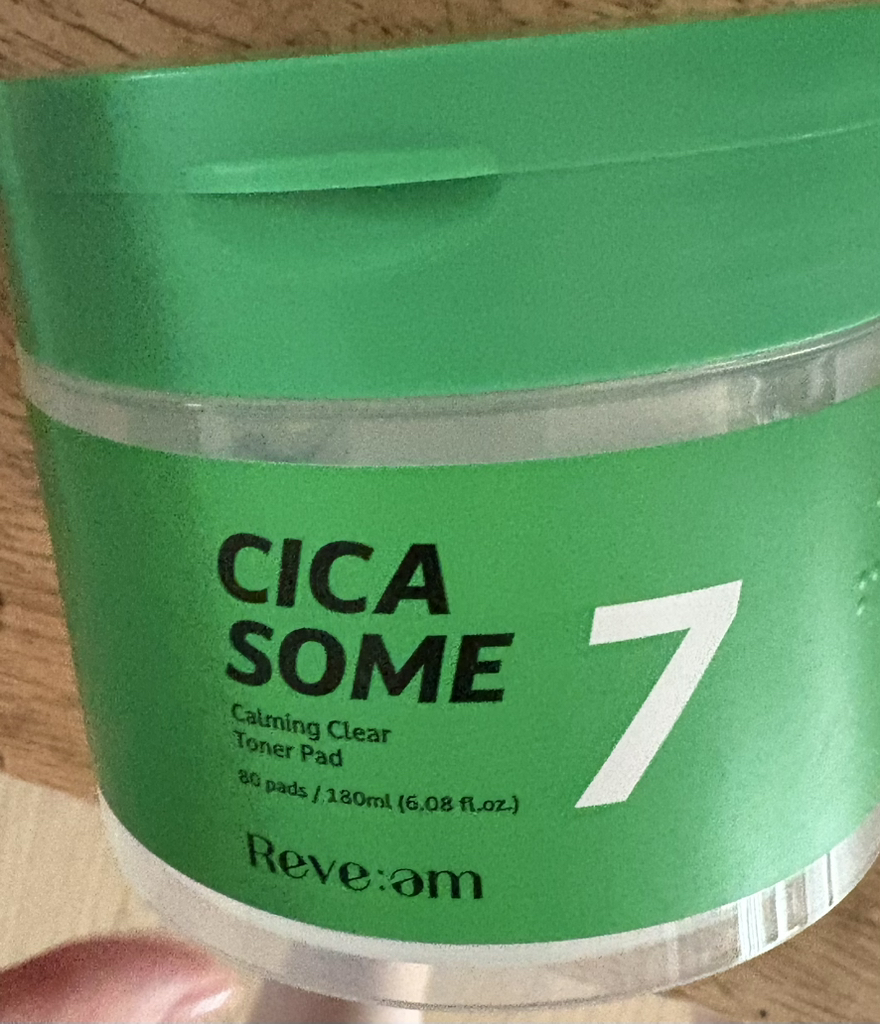 CICA
SOME
7
Calming Clear
Toner Pad
80 pads / 180ml (6.08 fl.oz.)
Reve:am